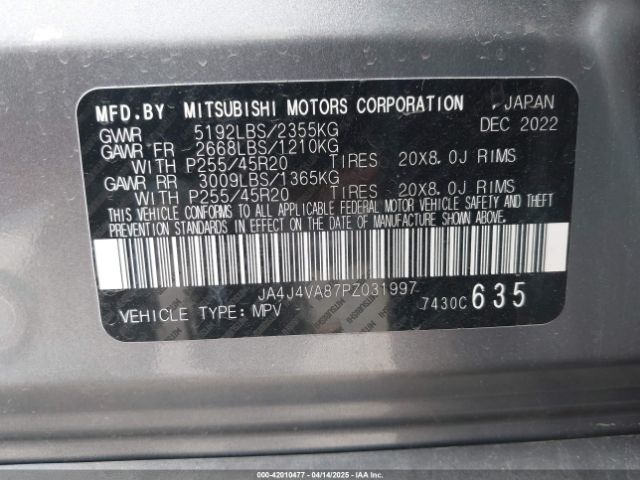 MFD.BY MITSUBISHI MOTORS CORPORATION JAPAN
GVWR 5192LBS/2355KG DEC 2022
GAWR FR 2668LBS/1210KG
WITH P255/45R20 TIRES 20X8.0J RIMS
GAWR RR 3009LBS/1365KG
WITH P255/45R20 TIRES 20X8.0J RIMS
THIS VEHICLE CONFORMS TO ALL APPLICABLE FEDERAL MOTOR VEHICLE SAFETY AND THEFT
PREVENTION STANDARDS IN EFFECT ON THE DATE OF MANUFACTURE SHOWN ABOVE.
JA4J4VA87PZ031997
VEHICLE TYPE: MPV 7430C 635
000-42010477 - 04/14/2025 - IAA Inc.